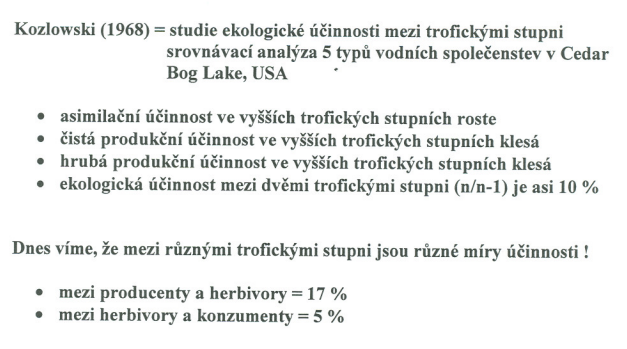 Kozlowski (1968) = studie ekologické účinnosti mezi trofickými stupni
srovnávací analýza 5 typů vodních společenstev v Cedar
Bog Lake, USA
• asimilační účinnost ve vyšších trofických stupních roste
• čistá produkční účinnost ve vyšších trofických stupních klesá
• hrubá produkční účinnost ve vyšších trofických stupních klesá
• ekologická účinnost mezi dvěmi trofickými stupni (n/n-1) je asi 10 %
Dnes víme, že mezi různými trofickými stupni jsou různé míry účinnosti !
• mezi producenty a herbivory = 17 %
• mezi herbivory a konzumenty = 5 %